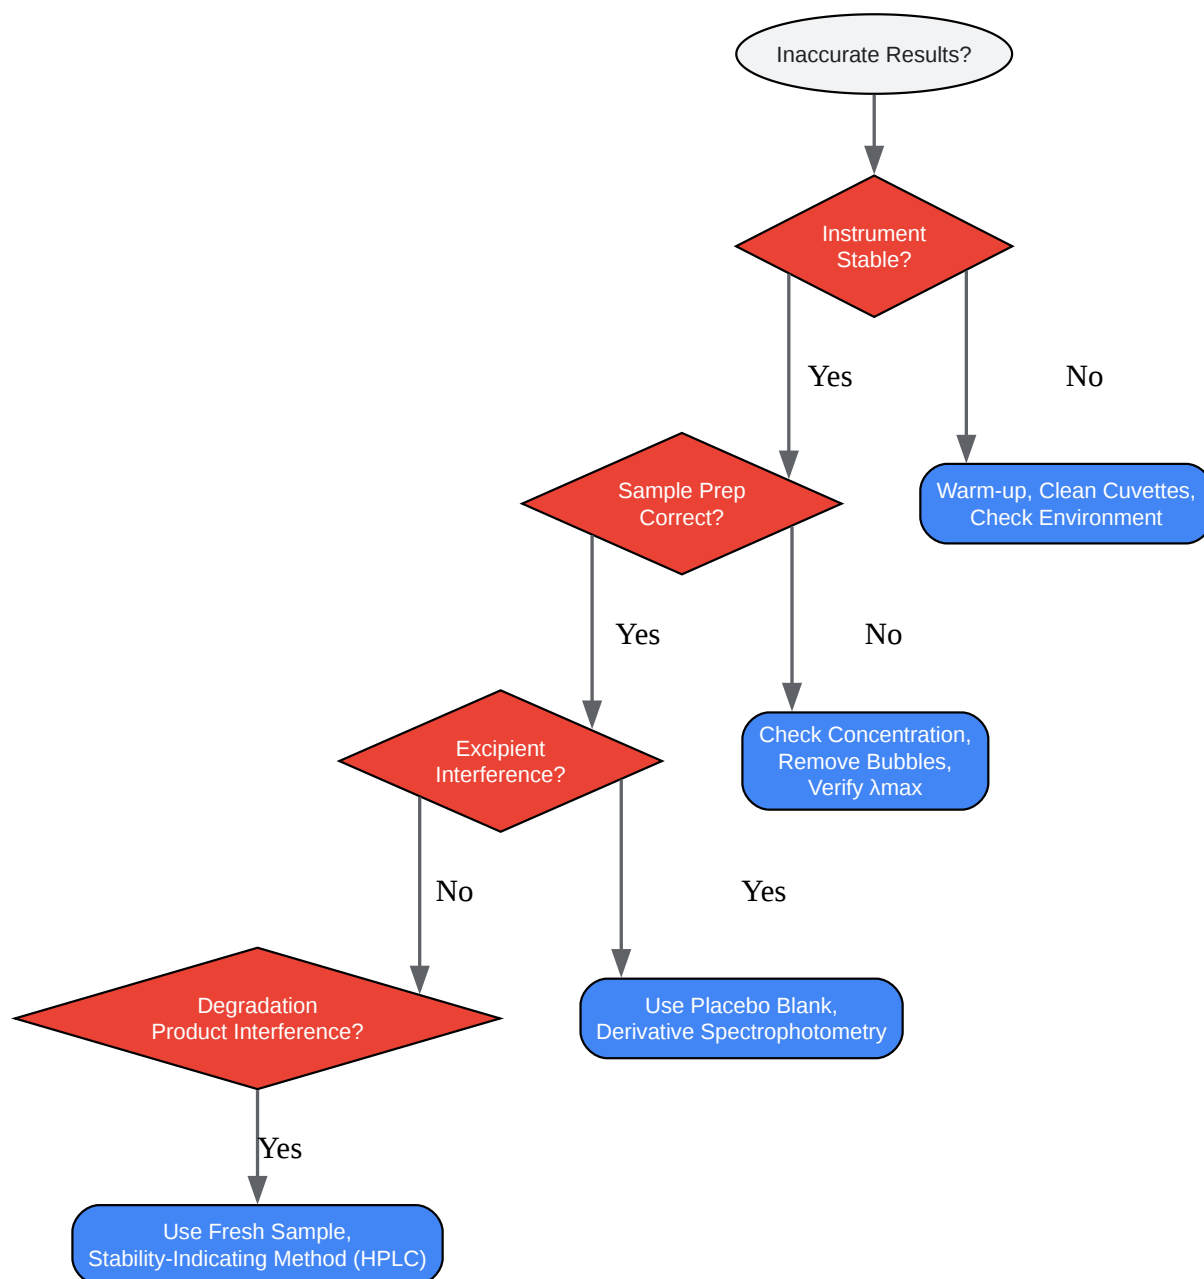 Inaccurate Results?
Instrument
Stable?
Yes
No
Warm-up, Clean Cuvettes,
Check Environment
Sample Prep
Correct?
Yes
No
Check Concentration,
Remove Bubbles,
Verify λmax
Excipient
Interference?
No
Yes
Use Placebo Blank,
Derivative Spectrophotometry
Degradation
Product Interference?
Yes
Use Fresh Sample,
Stability-Indicating Method (HPLC)